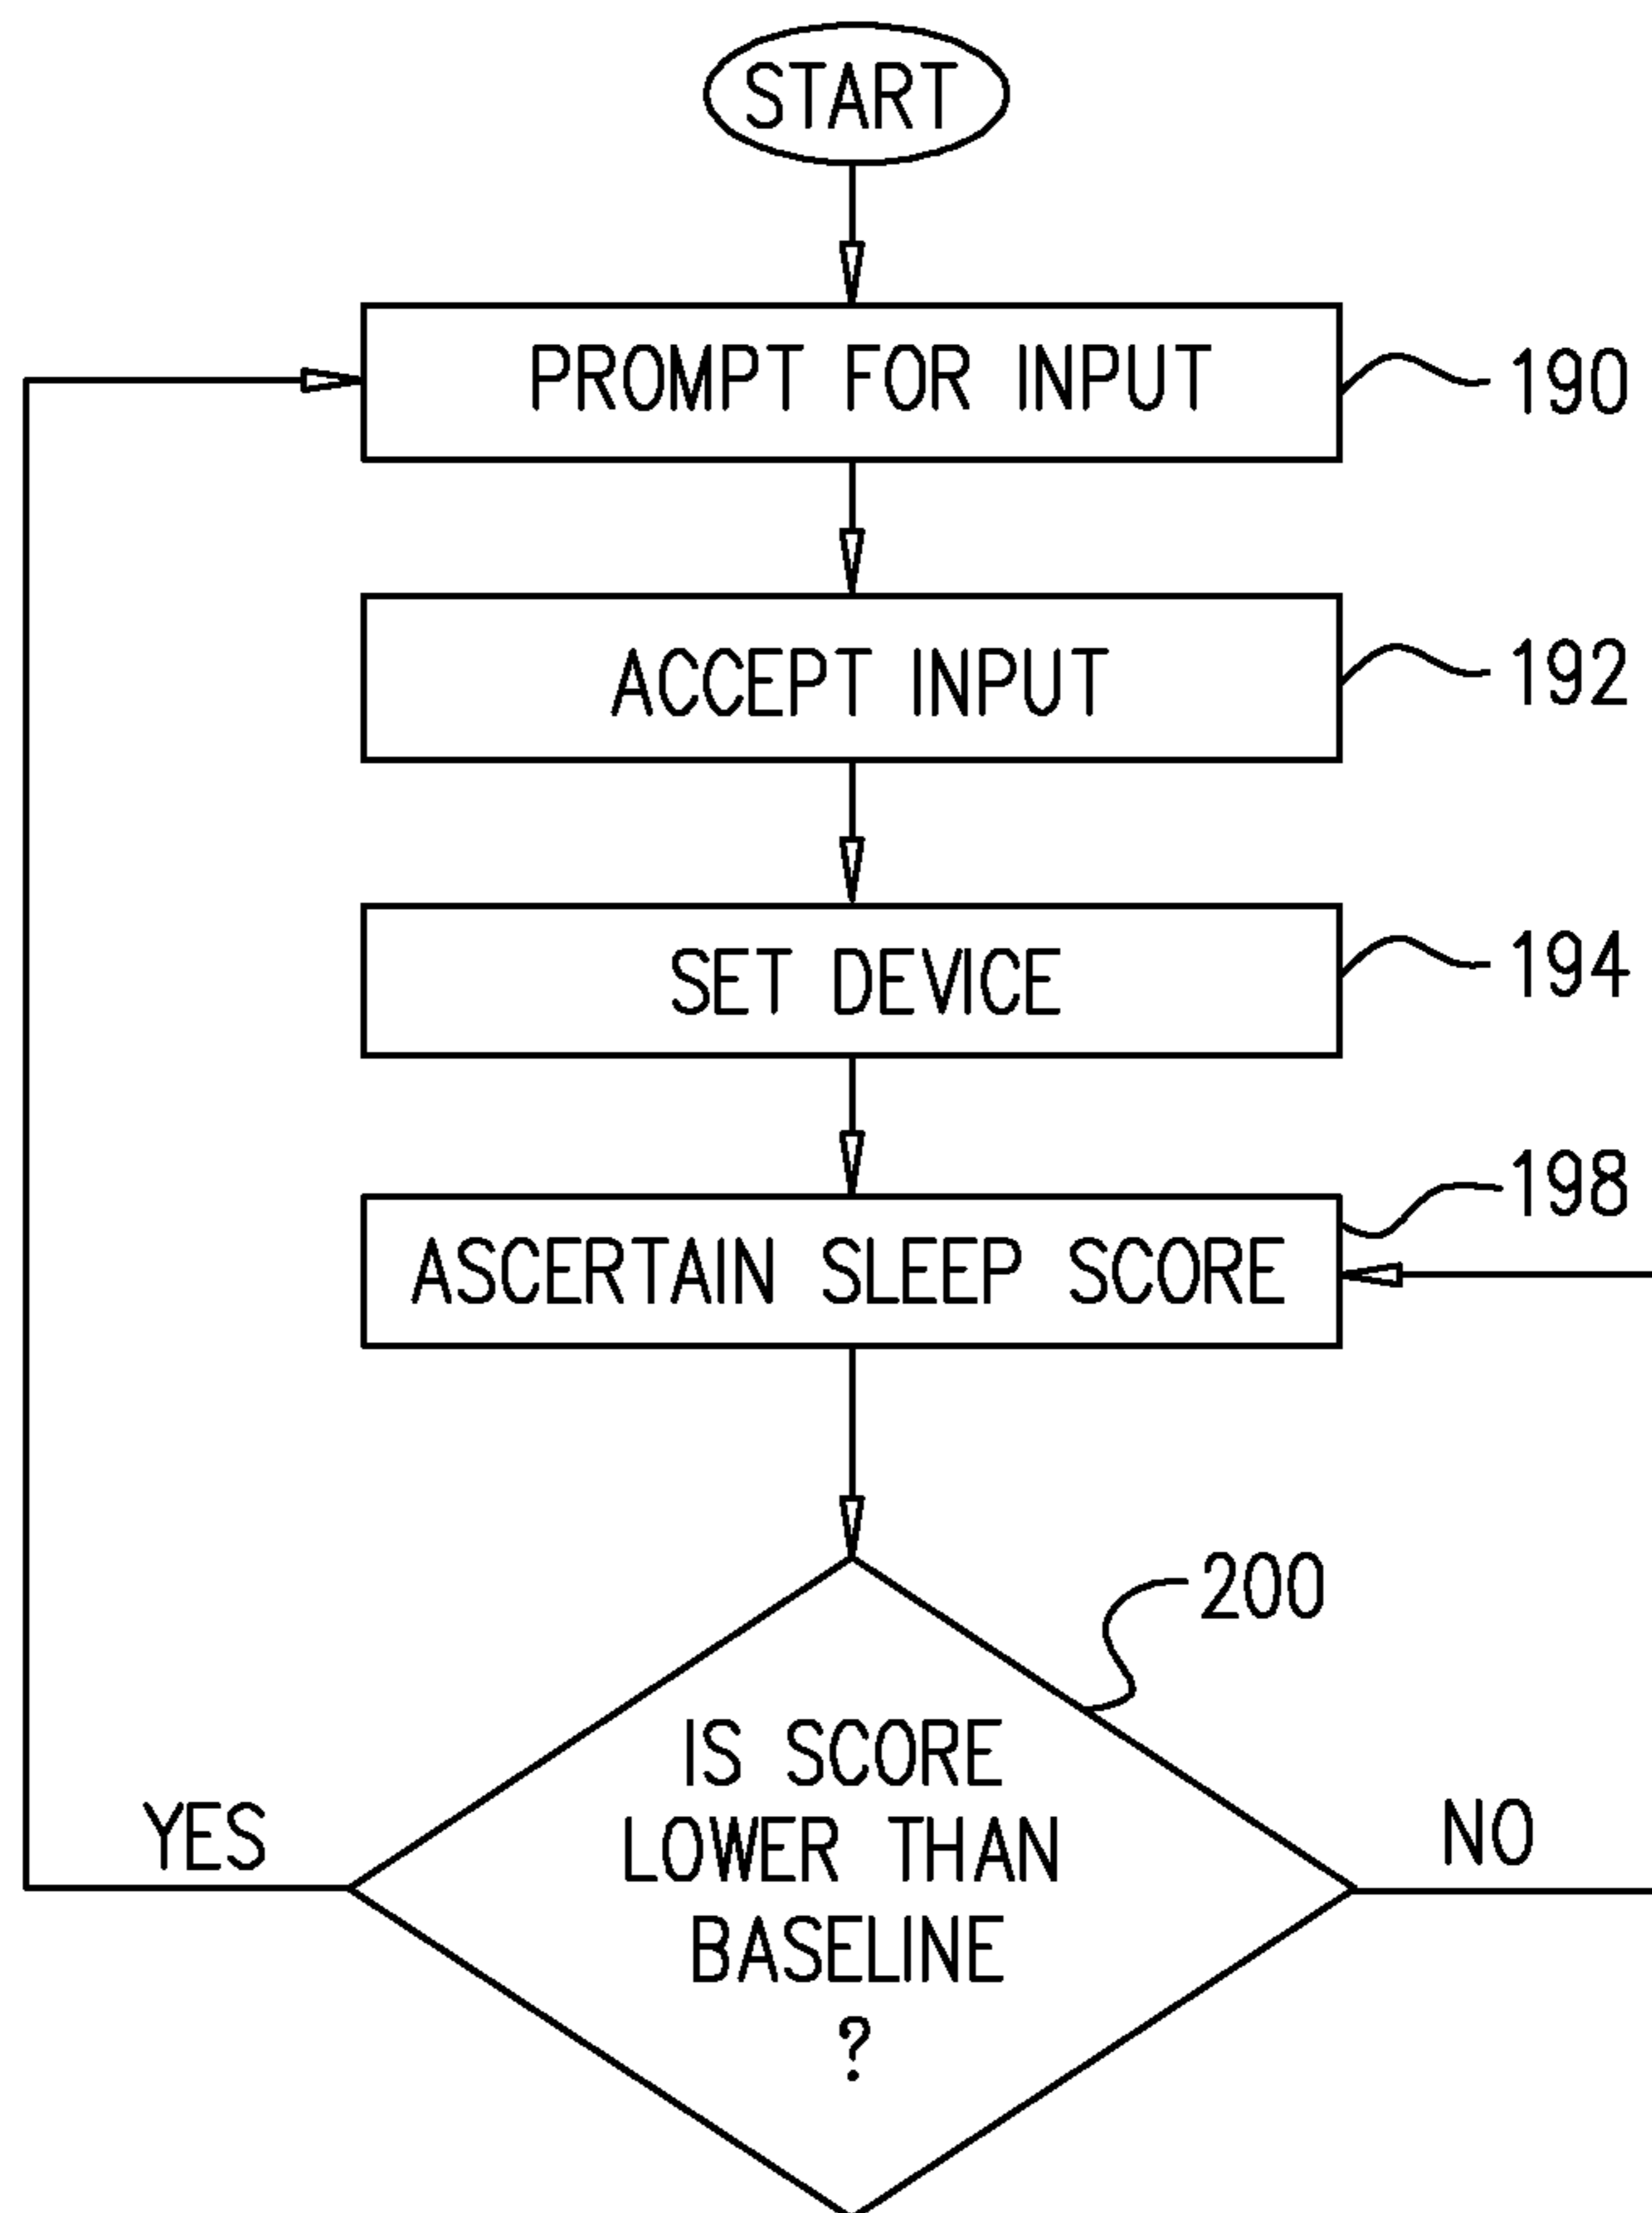 START
PROMPT FOR INPUT
190
ACCEPT INPUT
192
SET DEVICE
194
198
ASCERTAIN SLEEP SCORE
200
IS SCORE
LOWER THAN
BASELINE
?
YES
NO